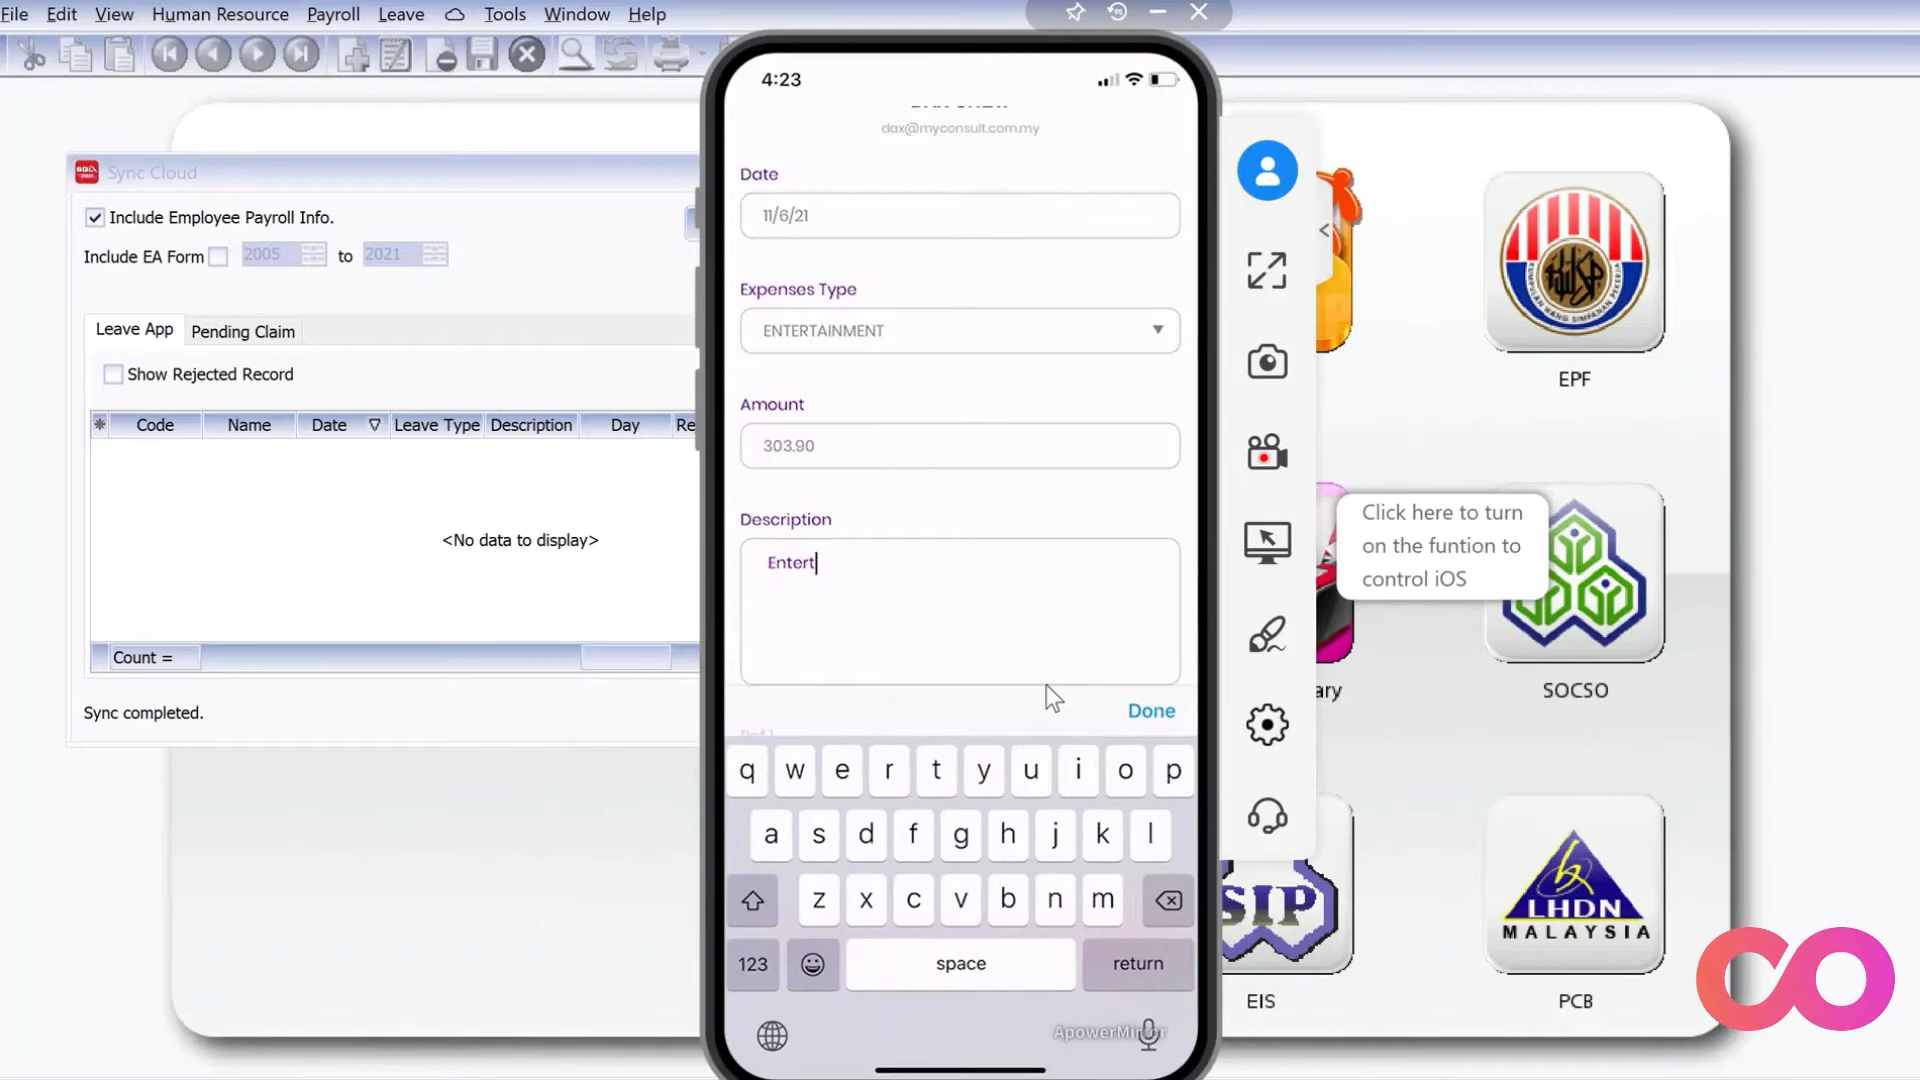 File Edit View Human Resource Payroll Leave Tools Window Help
Sync Cloud
Include Employee Payroll Info.
Include EA Form 2005 to 2021
Leave App Pending Claim
Show Rejected Record
Code Name Date Leave Type Description Day Re
<No data to display>
Count =
Sync completed.
4:23
dax@myconsult.com.my
Date
11/6/21
Expenses Type
ENTERTAINMENT
Amount
303.90
Description
Entert
Done
q w e r t y u i o p
a s d f g h j k l
z x c v b n m
123 space return
ApowerMirror
Click here to turn
on the funtion to
control iOS
EPF
ary
SOCSO
SIP
EIS
LHDN
MALAYSIA
PCB
CO